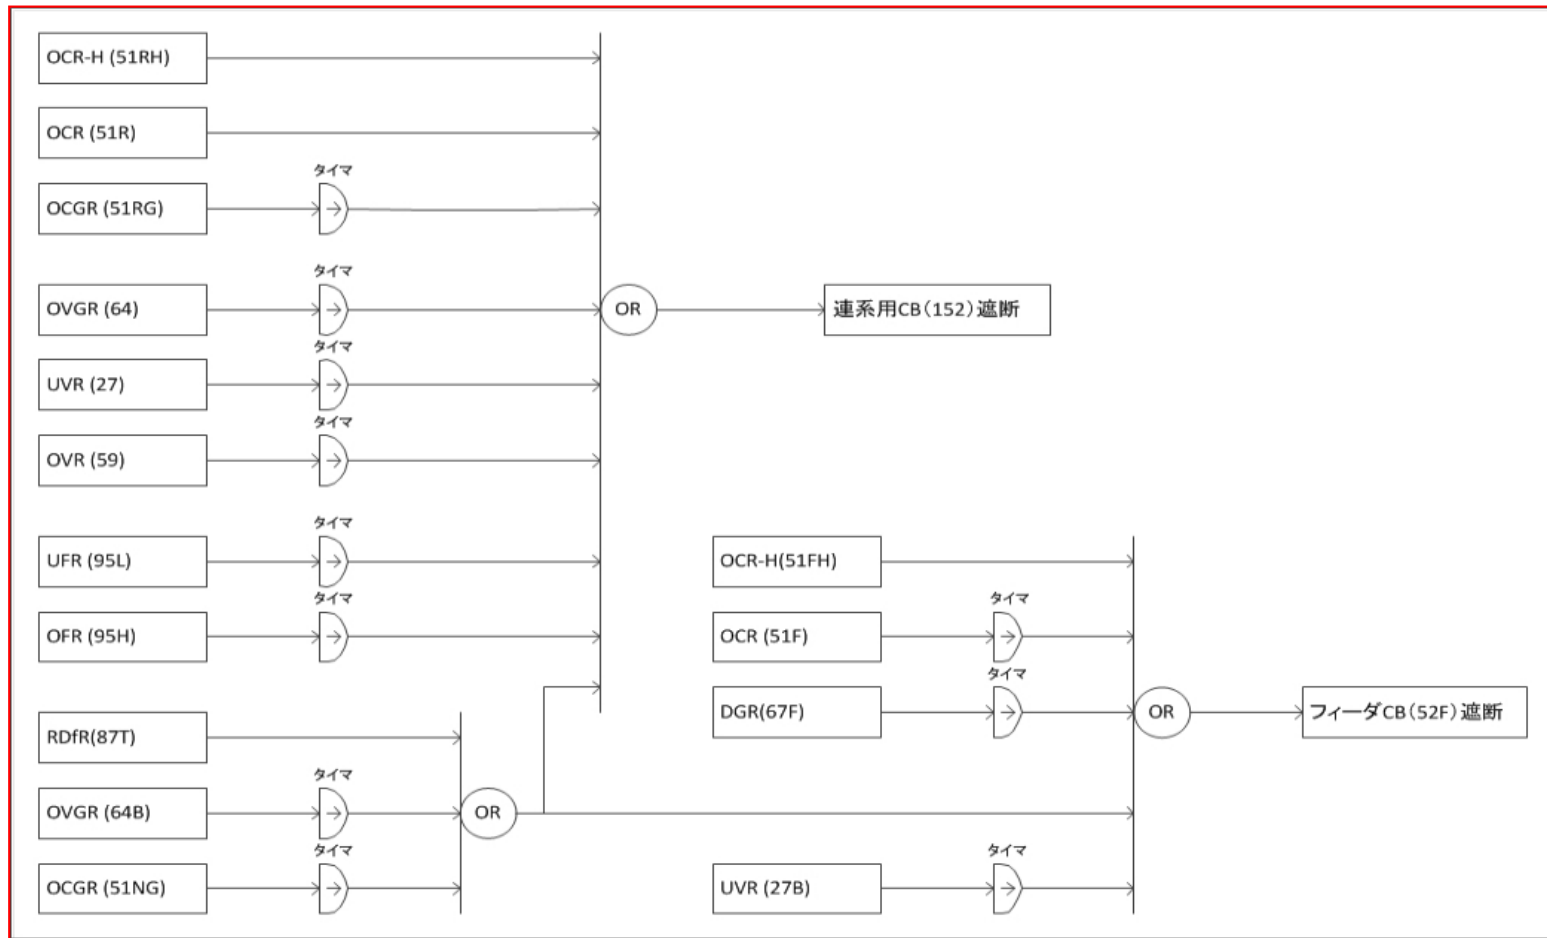 OCR-H (51RH)
OCR (51R)
タイマ
OCGR (51RG)
タイマ
OVGR (64)
OR
連系用CB（152）遮断
タイマ
UVR (27)
タイマ
OVR (59)
タイマ
UFR (95L)
OCR-H(51FH)
タイマ
タイマ
OFR (95H)
OCR (51F)
タイマ
DGR(67F)
OR
フィーダCB（52F）遮断
RDfR(87T)
タイマ
OVGR (64B)
OR
タイマ
タイマ
OCGR (51NG)
UVR (27B)